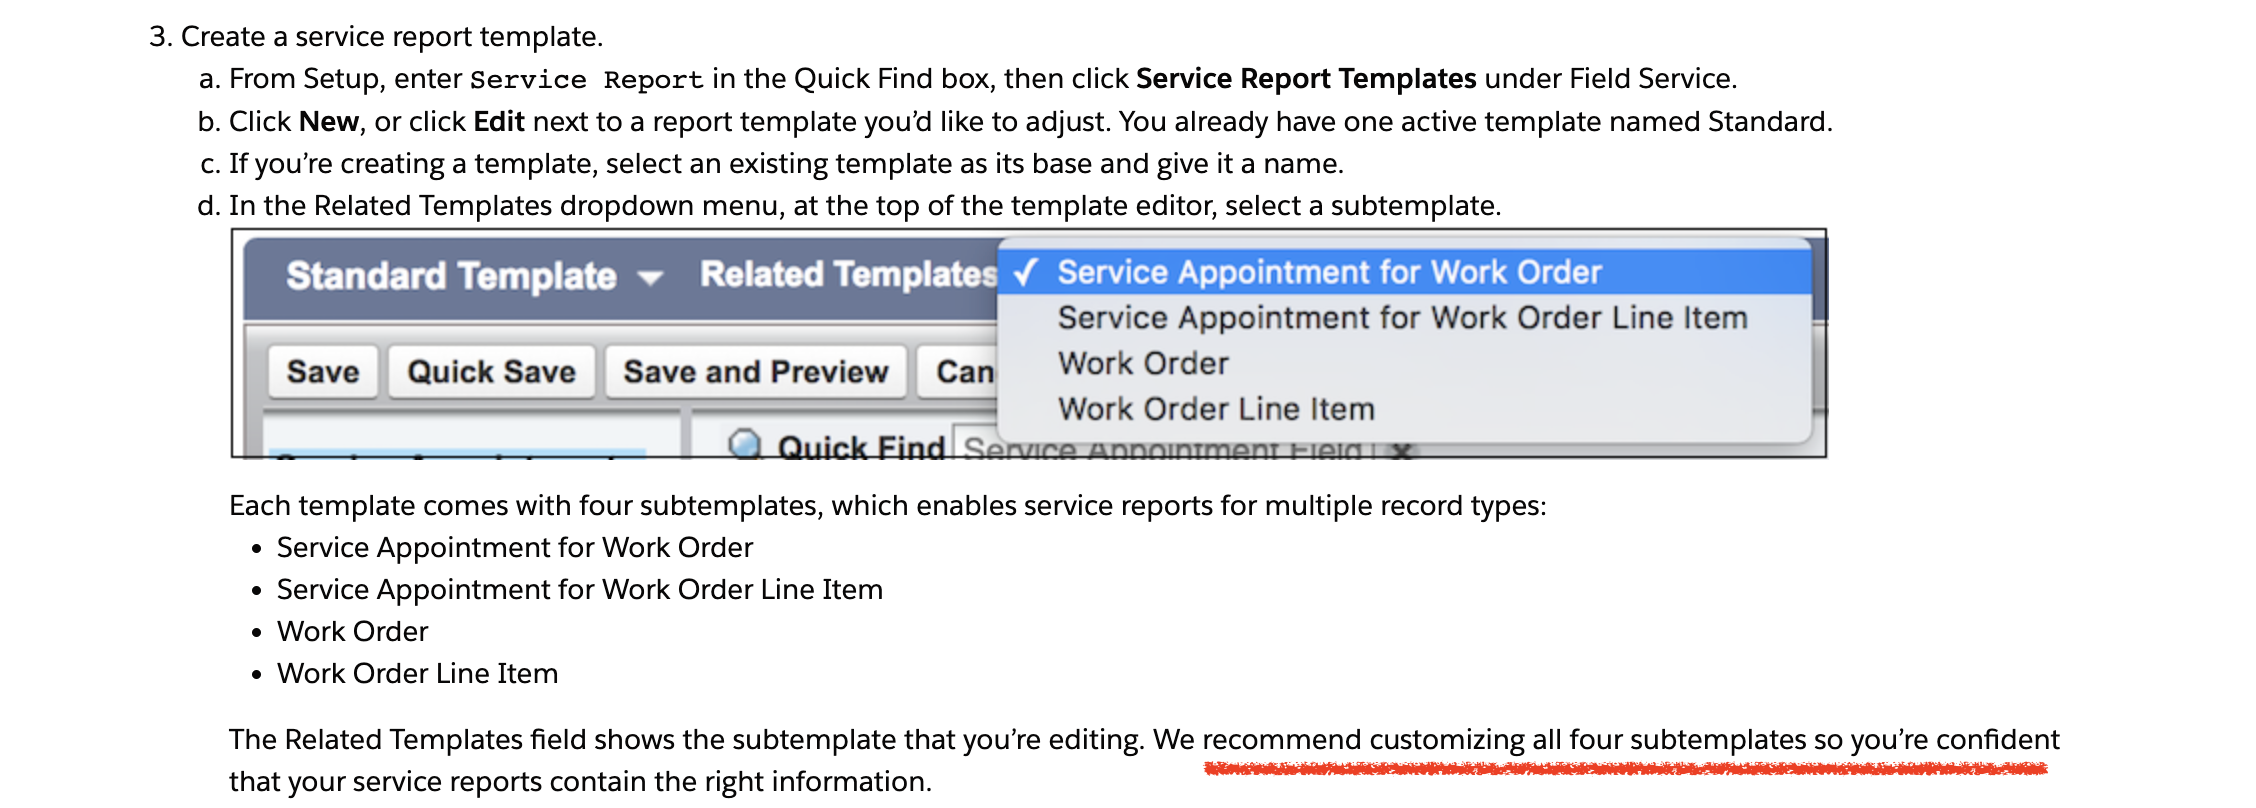 3. Create a service report template.
a. From Setup, enter Service Report in the Quick Find box, then click Service Report Templates under Field Service.
b. Click New, or click Edit next to a report template you’d like to adjust. You already have one active template named Standard.
c. If you’re creating a template, select an existing template as its base and give it a name.
d. In the Related Templates dropdown menu, at the top of the template editor, select a subtemplate.
Standard Template Related Templates ✓ Service Appointment for Work Order
Service Appointment for Work Order Line Item
Work Order
Work Order Line Item
Save Quick Save Save and Preview Can
Quick Find Service Appointment Field
Each template comes with four subtemplates, which enables service reports for multiple record types:
• Service Appointment for Work Order
• Service Appointment for Work Order Line Item
• Work Order
• Work Order Line Item
The Related Templates field shows the subtemplate that you’re editing. We recommend customizing all four subtemplates so you’re confident
that your service reports contain the right information.